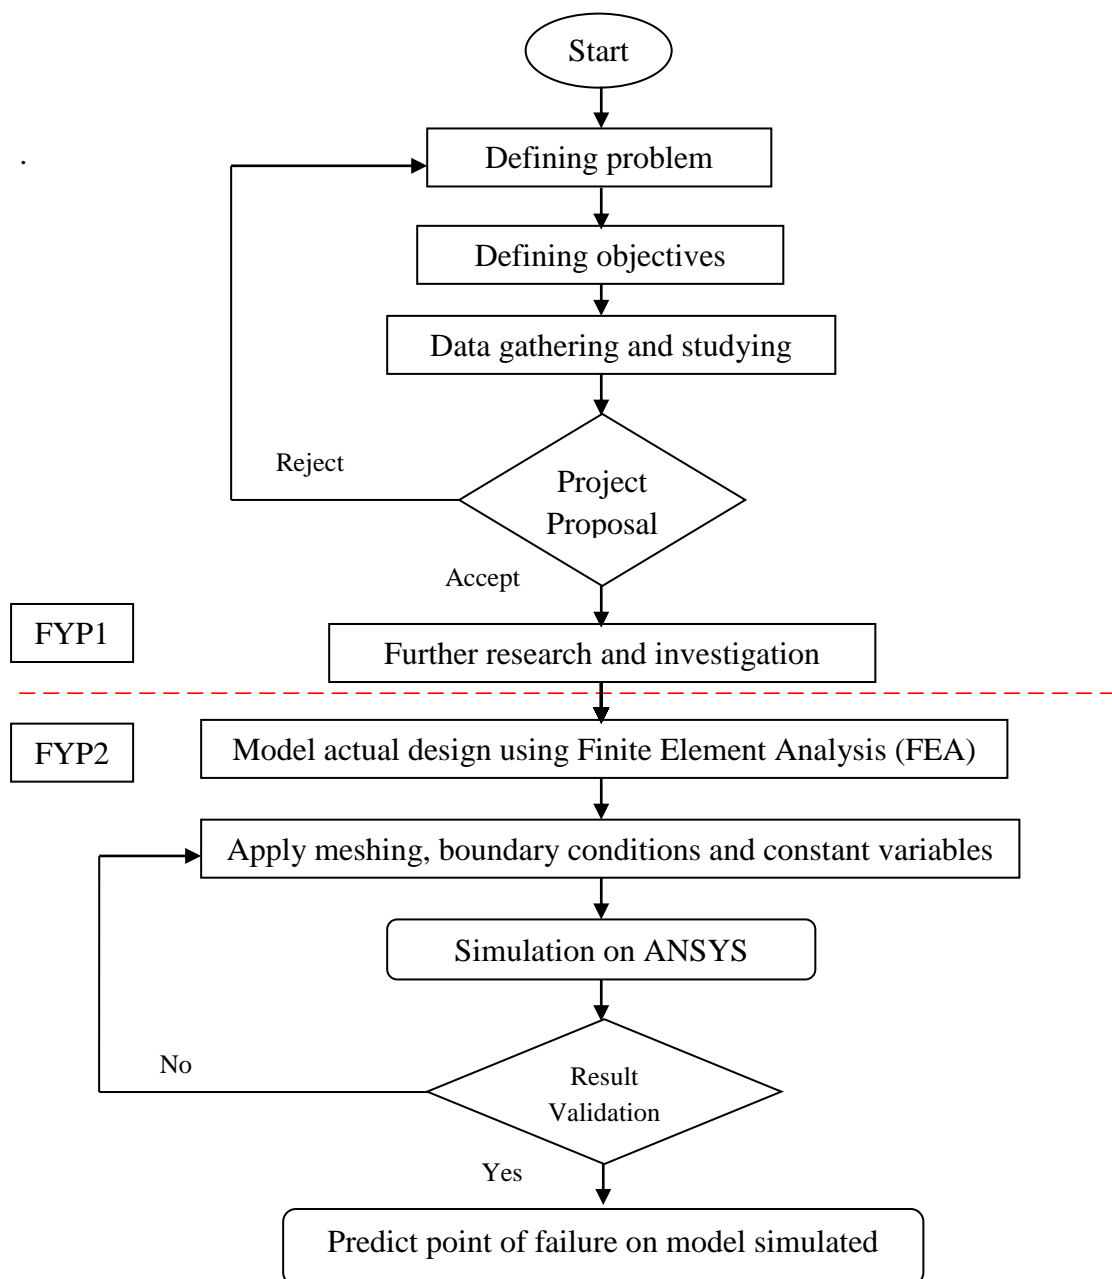 Start
.
Defining problem
Defining objectives
Data gathering and studying
Reject
Project
Proposal
Accept
FYP1
Further research and investigation
FYP2
Model actual design using Finite Element Analysis (FEA)
Apply meshing, boundary conditions and constant variables
Simulation on ANSYS
No
Result
Validation
Yes
Predict point of failure on model simulated